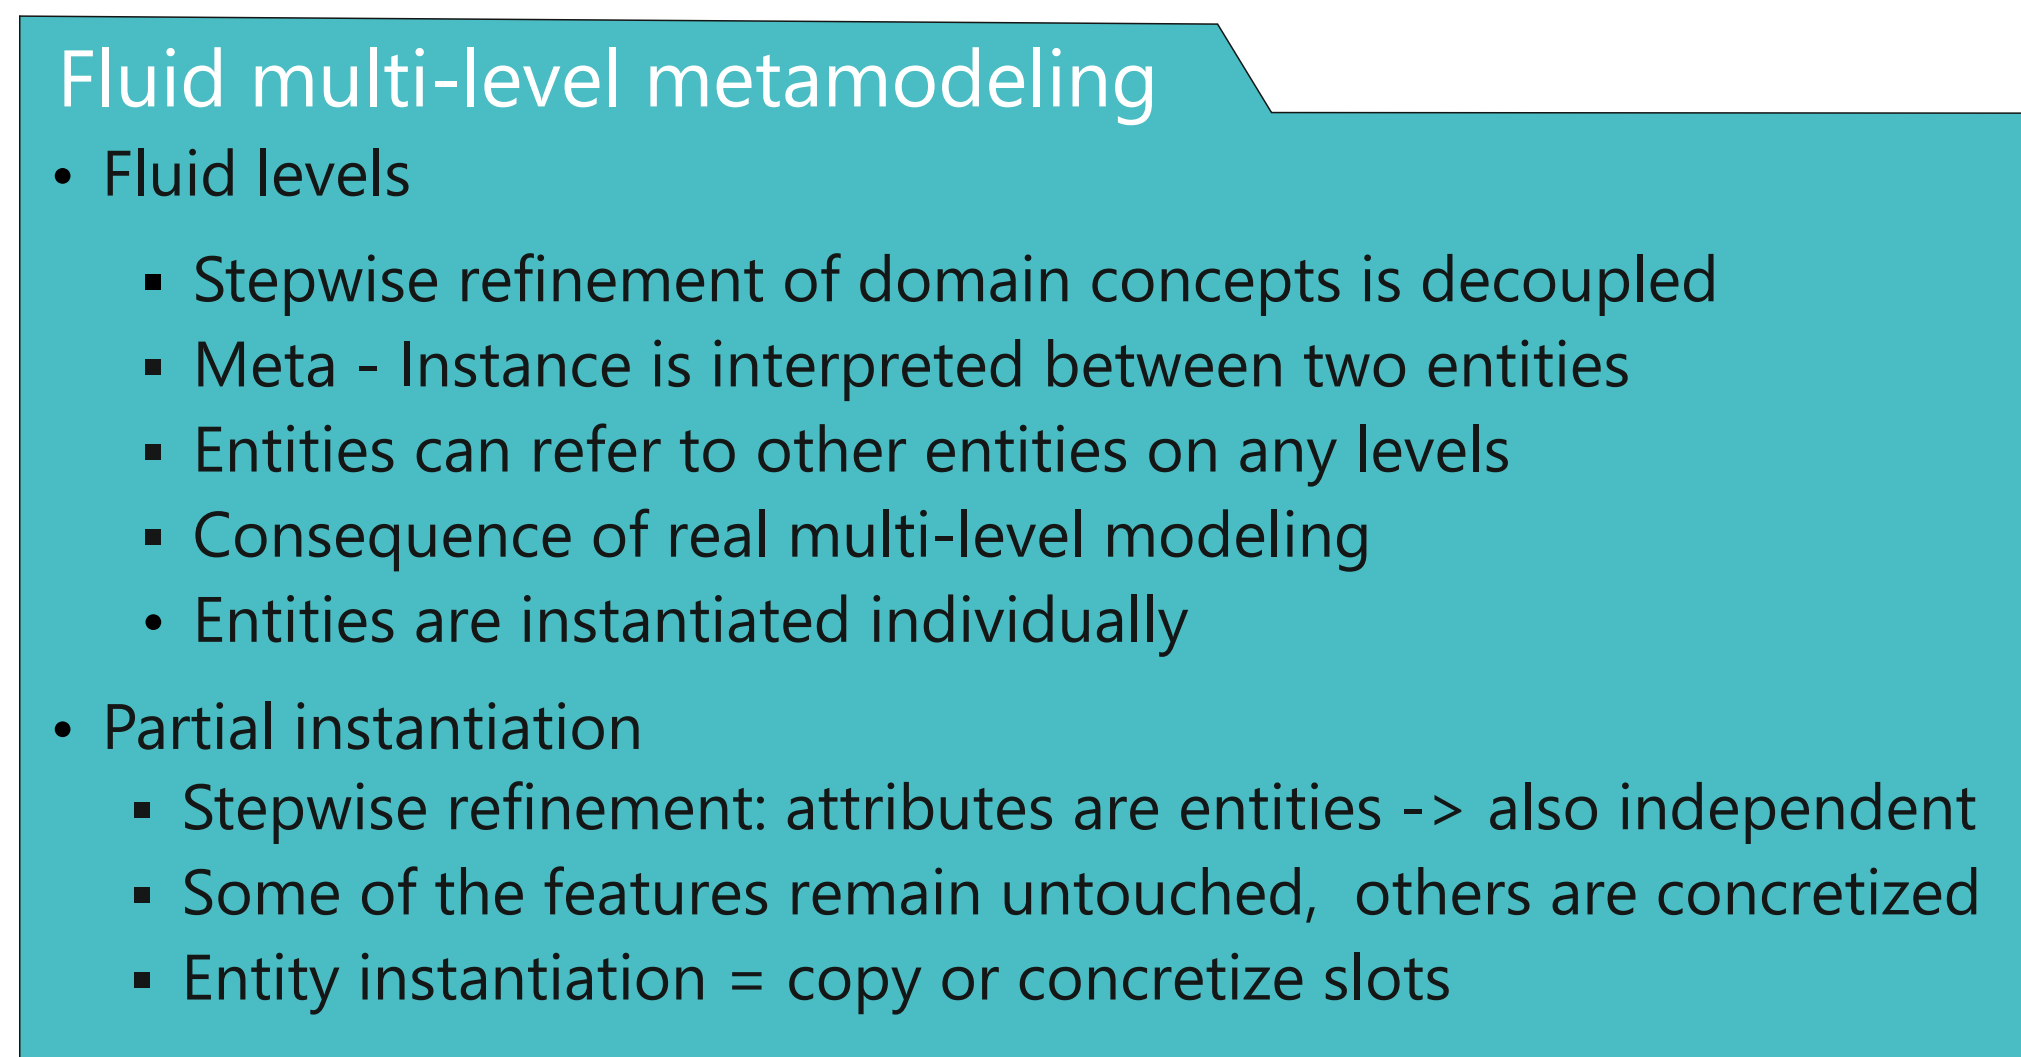 Fluid multi-level metamodeling
• Fluid levels
▪ Stepwise refinement of domain concepts is decoupled
▪ Meta - Instance is interpreted between two entities
▪ Entities can refer to other entities on any levels
▪ Consequence of real multi-level modeling
• Entities are instantiated individually
• Partial instantiation
▪ Stepwise refinement: attributes are entities -> also independent
▪ Some of the features remain untouched,  others are concretized
▪ Entity instantiation = copy or concretize slots